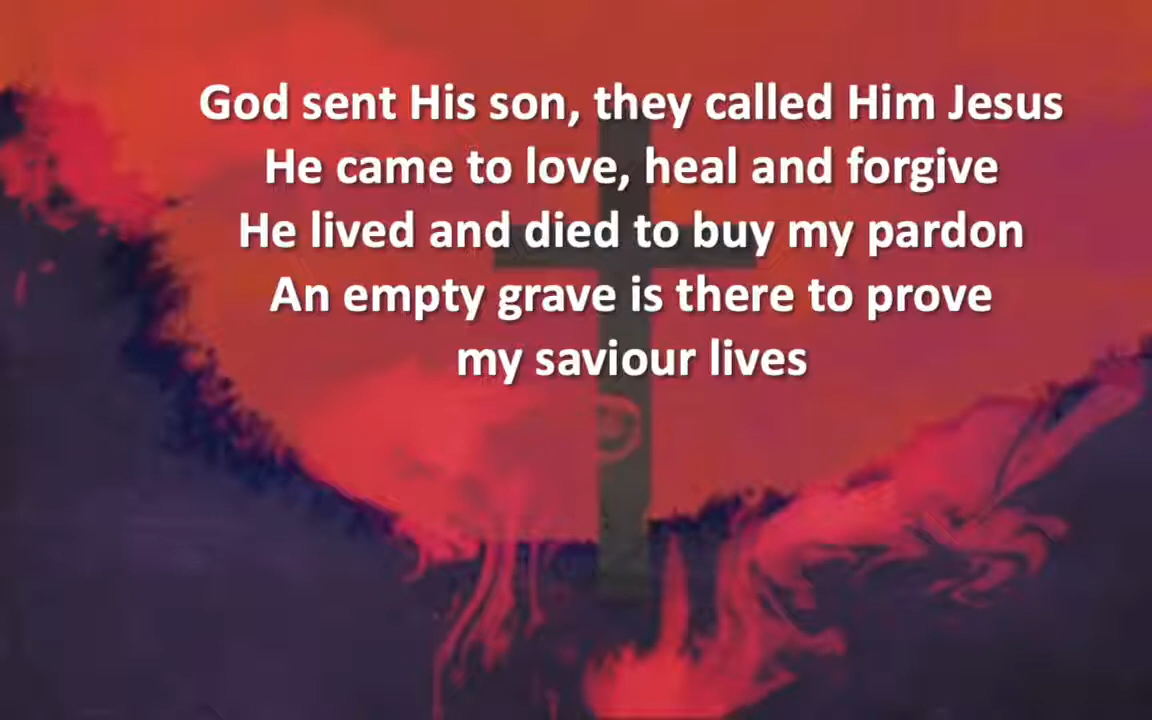 God sent His son, they called Him Jesus
He came to love, heal and forgive
He lived and died to buy my pardon
An empty grave is there to prove
my saviour lives